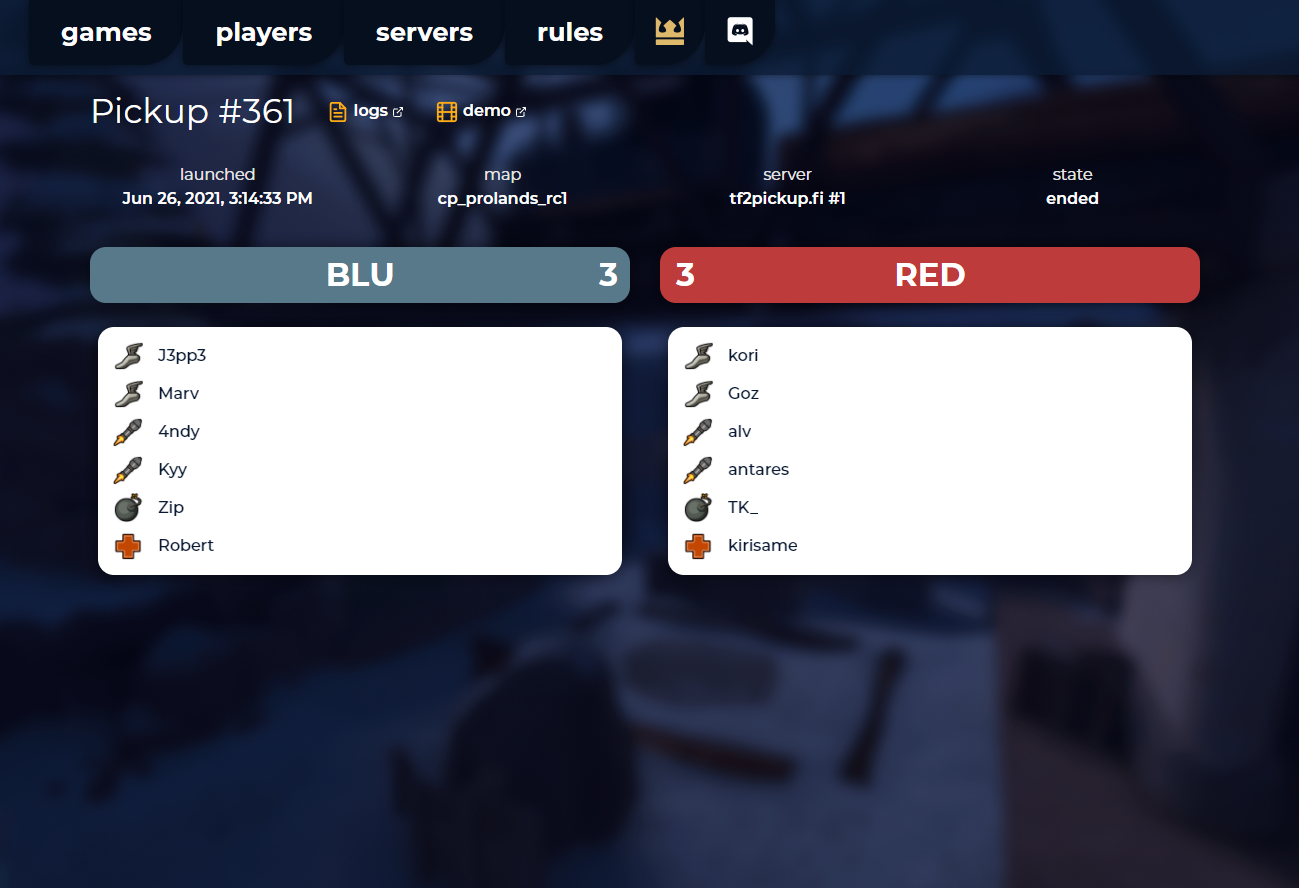 games players servers rules
Pickup #361 logs demo
launched map server state
Jun 26, 2021, 3:14:33 PM cp_prolands_rc1 tf2pickup.fi #1 ended
BLU 3 3 RED
J3pp3
Marv
4ndy
Kyy
Zip
Robert
kori
Goz
alv
antares
TK_
kirisame